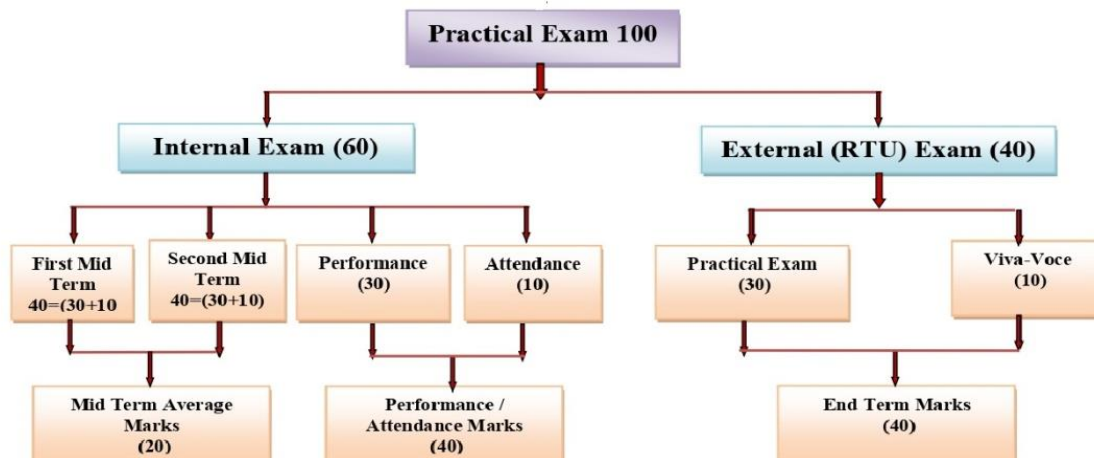 Practical Exam 100
Internal Exam (60)
External (RTU) Exam (40)
First Mid
Term
40=(30+10
Second Mid
Term
40=(30+10)
Performance
(30)
Attendance
(10)
Practical Exam
(30)
Viva-Voce
(10)
Mid Term Average
Marks
(20)
Performance /
Attendance Marks
(40)
End Term Marks
(40)